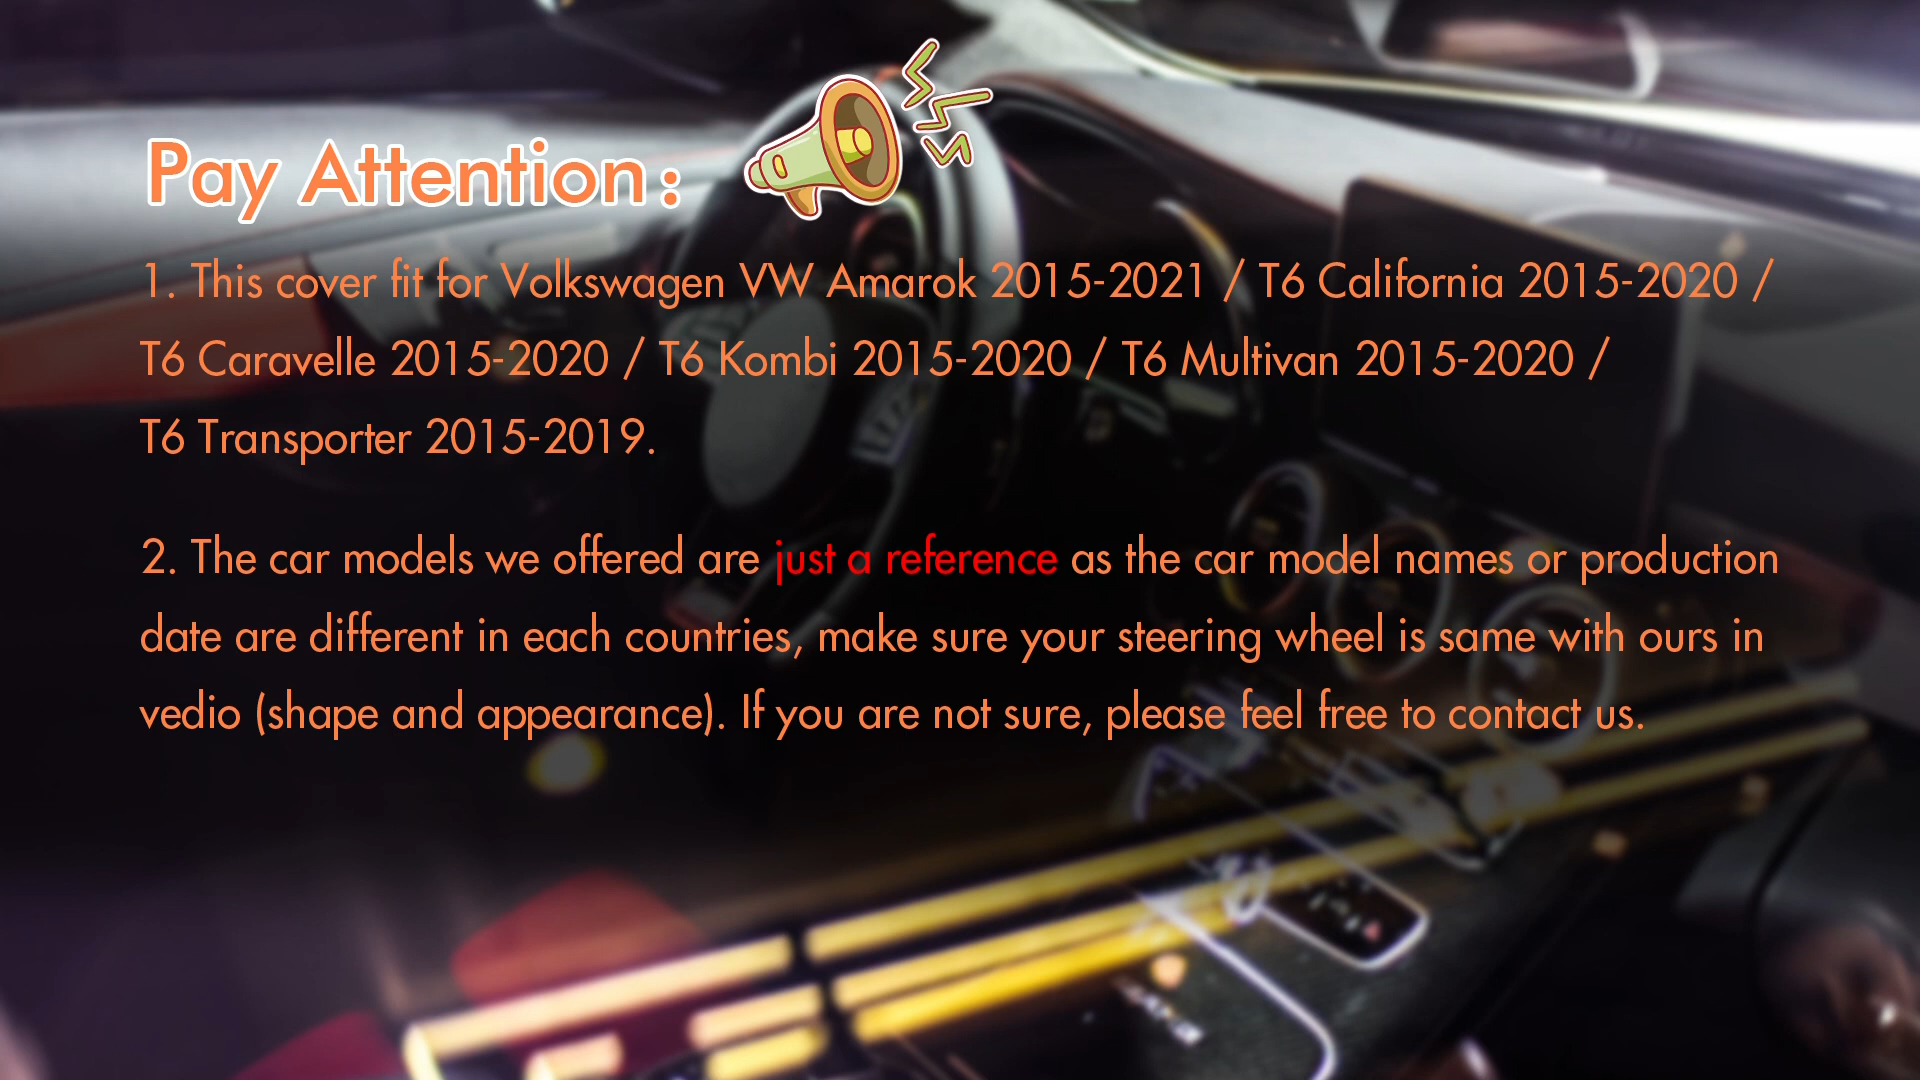 Pay Attention:
1. This cover fit for Volkswagen VW Amarok 2015-2021 / T6 California 2015-2020 /
T6 Caravelle 2015-2020 / T6 Kombi 2015-2020 / T6 Multivan 2015-2020 /
T6 Transporter 2015-2019.
2. The car models we offered are just a reference as the car model names or production
date are different in each countries, make sure your steering wheel is same with ours in
vedio (shape and appearance). If you are not sure, please feel free to contact us.